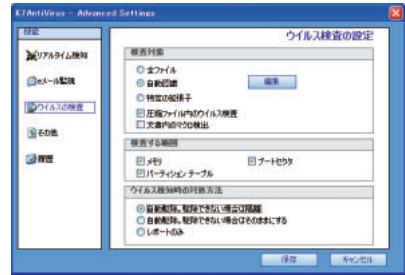 K7AntiVirus - Advanced Settings
機能
ウイルス検査の設定
リアルタイム検知
eメール監視
ウイルスの検査
その他
履歴
検査対象
全ファイル
自動認識
編集
特定の拡張子
圧縮ファイル内のウイルス検査
文書内のマクロ検出
検査する範囲
メモリ
ブートセクタ
パーティション テーブル
ウイルス検知時の対処方法
自動駆除。駆除できない場合は隔離
自動駆除。駆除できない場合はそのままにする
レポートのみ
保存
キャンセル